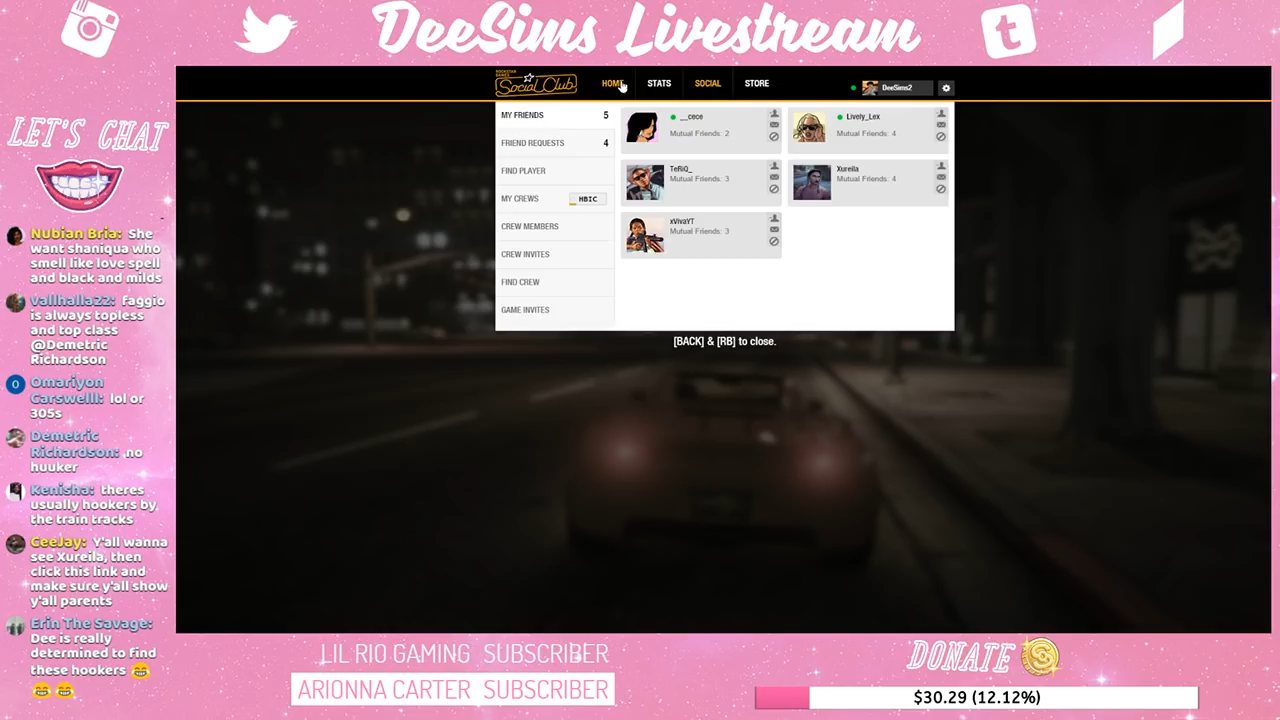 DeeSims Livestream
LET'S CHAT
Nubian Bria: She
want shaniqua who
smell like love spell
and black and milds
vallhalla22: faggio
is always topless
and top class
@Demetric
Richardson
O
Omariyon
Carswelll: lol or
305s
Demetric
Richardson: no
huuker
Kenisha: theres
usually hookers by
the train tracks
CeeJay: Y'all wanna
see Xureila, then
click this link and
make sure y'all show
y'all parents
Erin The Savage:
Dee is really
determined to find
these hookers 😂
😂 😂
ROCKSTAR GAMES
Social Club
HOME
STATS
SOCIAL
STORE
DeeSims2
MY FRIENDS 5
FRIEND REQUESTS 4
FIND PLAYER
MY CREWS HBIC
CREW MEMBERS
CREW INVITES
FIND CREW
GAME INVITES
__cece
Mutual Friends: 2
Lively_Lex
Mutual Friends: 4
TeRiQ_
Mutual Friends: 3
Xureila
Mutual Friends: 4
xVivaYT
Mutual Friends: 3
[BACK] & [RB] to close.
LIL RIO GAMING SUBSCRIBER
ARIONNA CARTER SUBSCRIBER
DONATE
$30.29 (12.12%)